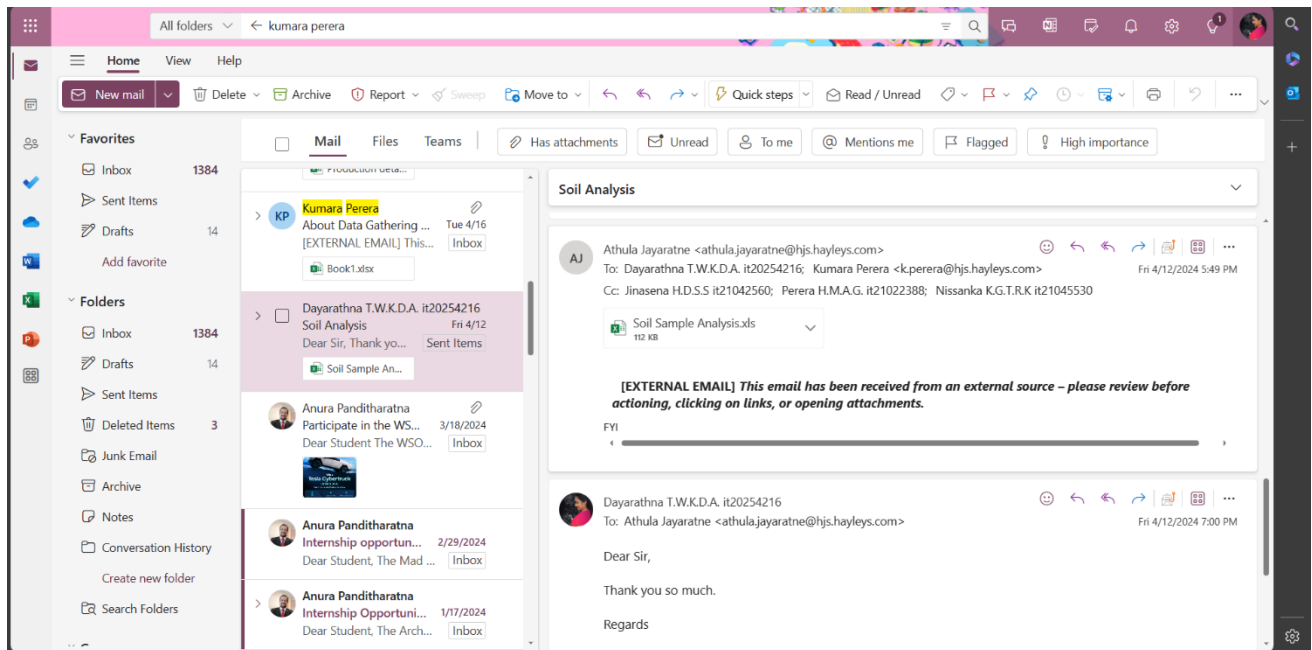 All folders
kumara perera
1
Home View Help
New mail Delete Archive Report Sweep Move to Quick steps Read / Unread
Favorites
Inbox 1384
Sent Items
Drafts 14
Add favorite
Folders
Inbox 1384
Drafts 14
Sent Items
Deleted Items 3
Junk Email
Archive
Notes
Conversation History
Create new folder
Search Folders
Mail Files Teams Has attachments Unread To me Mentions me Flagged High importance
Production deta...
KP
Kumara Perera
About Data Gathering ... Tue 4/16
[EXTERNAL EMAIL] This... Inbox
Book1.xlsx
Dayarathna T.W.K.D.A. it20254216
Soil Analysis Fri 4/12
Dear Sir, Thank yo... Sent Items
Soil Sample An...
Anura Panditharatna
Participate in the WS... 3/18/2024
Dear Student The WSO... Inbox
Tesla Cybertruck
Anura Panditharatna
Internship opportun... 2/29/2024
Dear Student, The Mad ... Inbox
Anura Panditharatna
Internship Opportuni... 1/17/2024
Dear Student, The Arch... Inbox
Soil Analysis
AJ
Athula Jayaratne <athula.jayaratne@hjs.hayleys.com>
To: Dayarathna T.W.K.D.A. it20254216; Kumara Perera <k.perera@hjs.hayleys.com> Fri 4/12/2024 5:49 PM
Cc: Jinasena H.D.S.S it21042560; Perera H.M.A.G. it21022388; Nissanka K.G.T.R.K it21045530
Soil Sample Analysis.xls
112 KB
[EXTERNAL EMAIL] This email has been received from an external source – please review before
actioning, clicking on links, or opening attachments.
FYI
Dayarathna T.W.K.D.A. it20254216
To: Athula Jayaratne <athula.jayaratne@hjs.hayleys.com> Fri 4/12/2024 7:00 PM
Dear Sir,
Thank you so much.
Regards